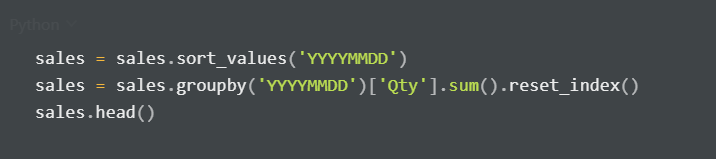 Python
sales = sales.sort_values('YYYYMMDD')
sales = sales.groupby('YYYYMMDD')['Qty'].sum().reset_index()
sales.head()